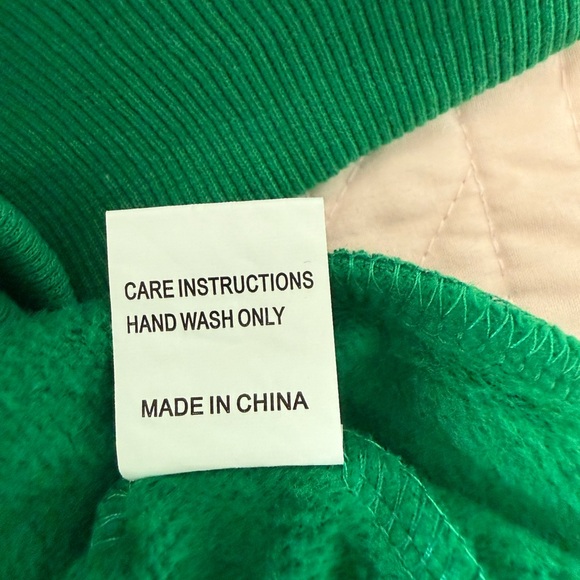 CARE INSTRUCTIONS
HAND WASH ONLY
MADE IN CHINA